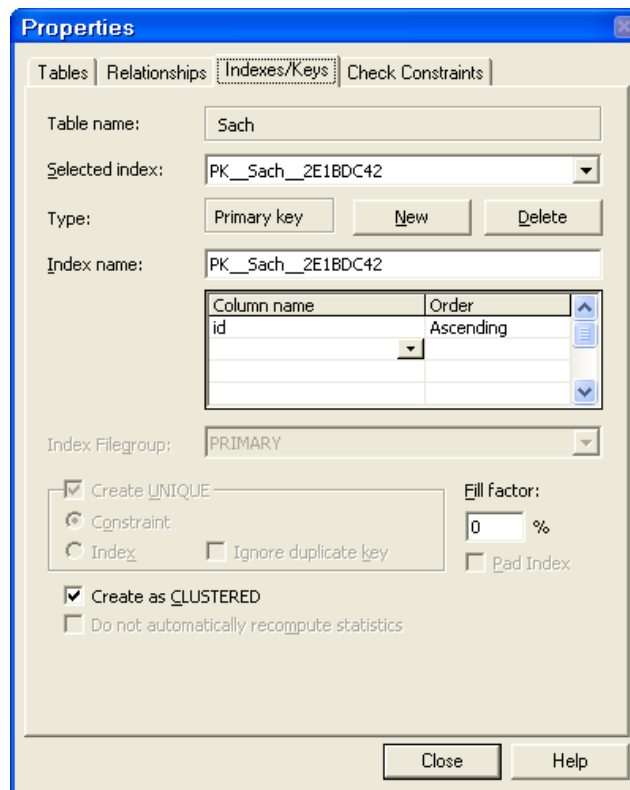 Properties
Tables Relationships Indexes/Keys Check Constraints
Table name: Sach
Selected index: PK__Sach__2E1BDC42
Type: Primary key New Delete
Index name: PK__Sach__2E1BDC42
Column name Order
id Ascending
Index Filegroup: PRIMARY
Create UNIQUE Fill factor:
Constraint 0 %
Index Ignore duplicate key Pad Index
Create as CLUSTERED
Do not automatically recompute statistics
Close Help